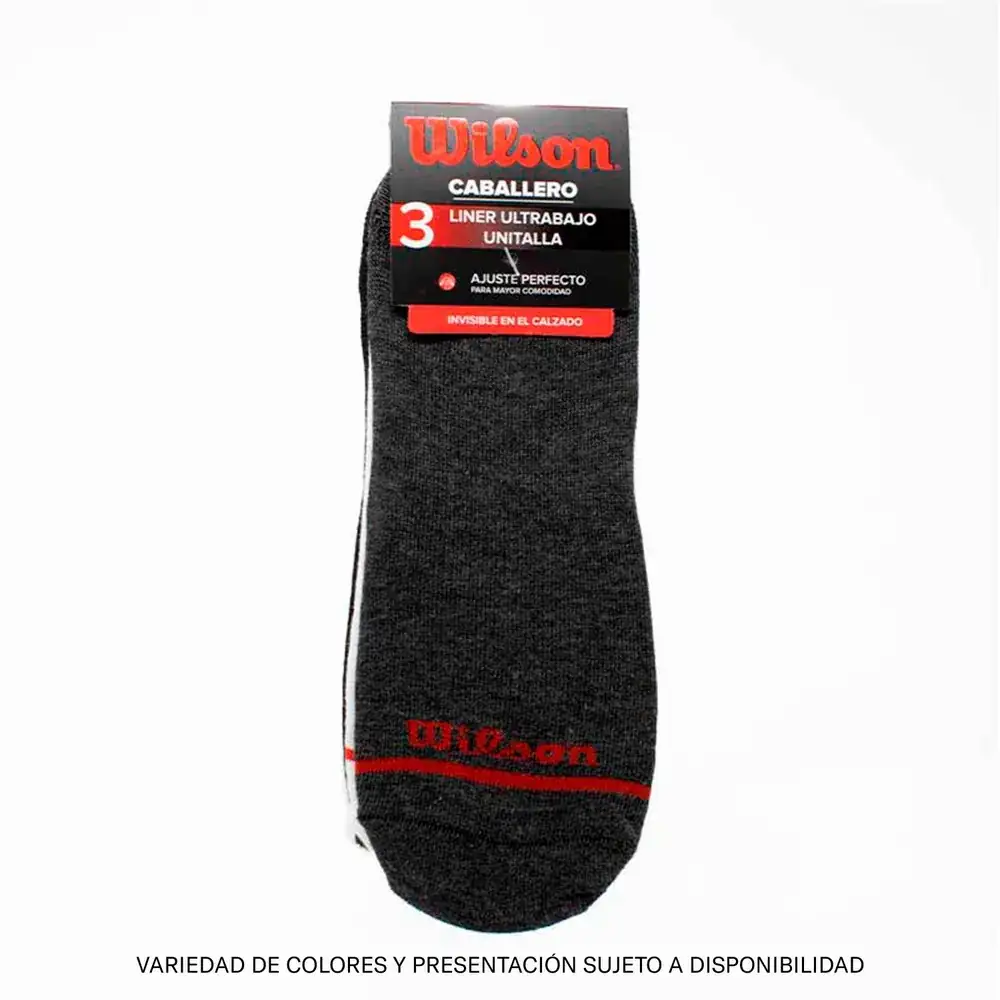 Wilson
CABALLERO
3 LINER ULTRABAJO
UNITALLA
AJUSTE PERFECTO
PARA MAYOR COMODIDAD
INVISIBLE EN EL CALZADO
Wilson
VARIEDAD DE COLORES Y PRESENTACIÓN SUJETO A DISPONIBILIDAD